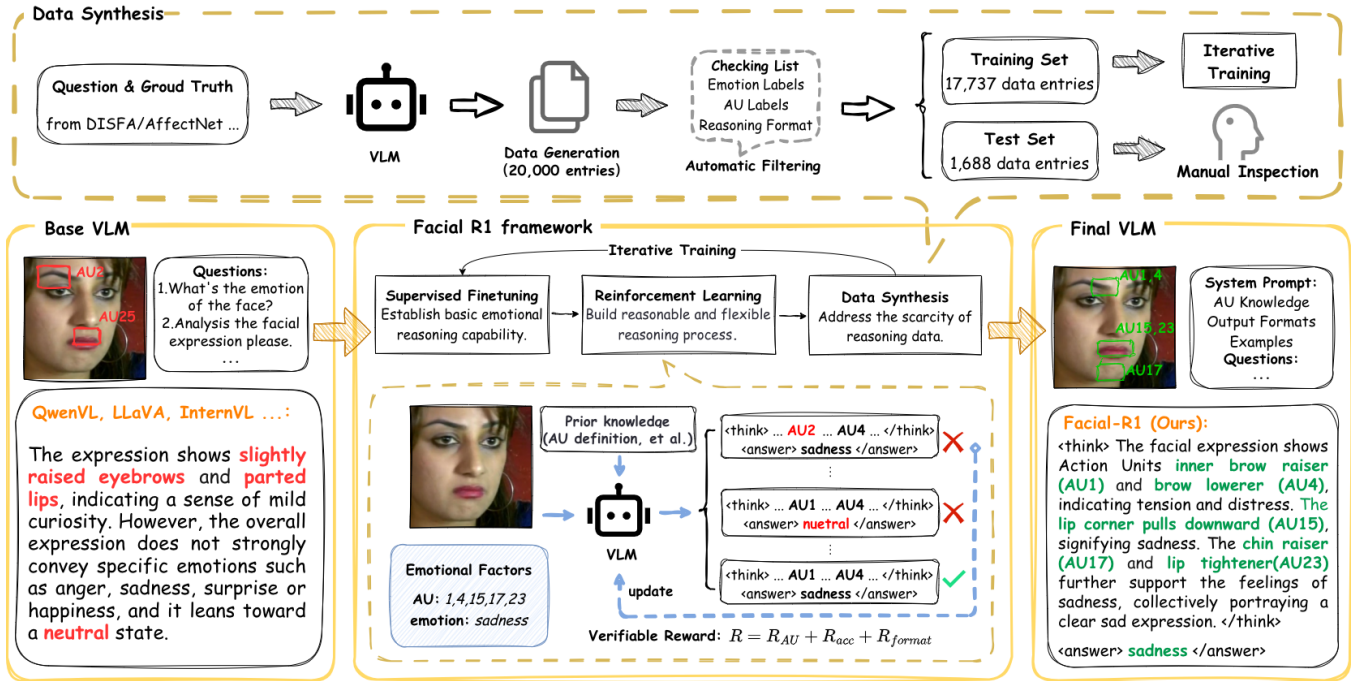 Data Synthesis
Question & Groud Truth
from DISFA/AffectNet ...
VLM
Data Generation
(20,000 entries)
Checking List
Emotion Labels
AU Labels
Reasoning Format
Automatic Filtering
Training Set
17,737 data entries
Test Set
1,688 data entries
Iterative
Training
Manual Inspection
Base VLM
AU2
AU25
Questions:
1.What's the emotion
of the face?
2.Analysis the facial
expression please.
...
QwenVL, LLaVA, InternVL ...:
The expression shows slightly
raised eyebrows and parted
lips, indicating a sense of mild
curiosity. However, the overall
expression does not strongly
convey specific emotions such
as anger, sadness, surprise or
happiness, and it leans toward
a neutral state.
Facial R1 framework
Iterative Training
Supervised Finetuning
Establish basic emotional
reasoning capability.
Reinforcement Learning
Build reasonable and flexible
reasoning process.
Data Synthesis
Address the scarcity of
reasoning data.
Prior knowledge
(AU definition, et al.)
VLM
Emotional Factors
AU: 1,4,15,17,23
emotion: sadness
<think> ... AU2 ... AU4 ... </think>
<answer> sadness </answer>
⋮
<think> ... AU1 ... AU4 ... </think>
<answer> nuetral </answer>
⋮
<think> ... AU1 ... AU4 ... </think>
<answer> sadness </answer>
update
Verifiable Reward: R = R_AU + R_acc + R_format
Final VLM
AU1,4
AU15,23
AU17
System Prompt:
AU Knowledge
Output Formats
Examples
Questions:
...
Facial-R1 (Ours):
<think> The facial expression shows
Action Units inner brow raiser
(AU1) and brow lowerer (AU4),
indicating tension and distress. The
lip corner pulls downward (AU15),
signifying sadness. The chin raiser
(AU17) and lip tightener(AU23)
further support the feelings of
sadness, collectively portraying a
clear sad expression. </think>
<answer> sadness </answer>